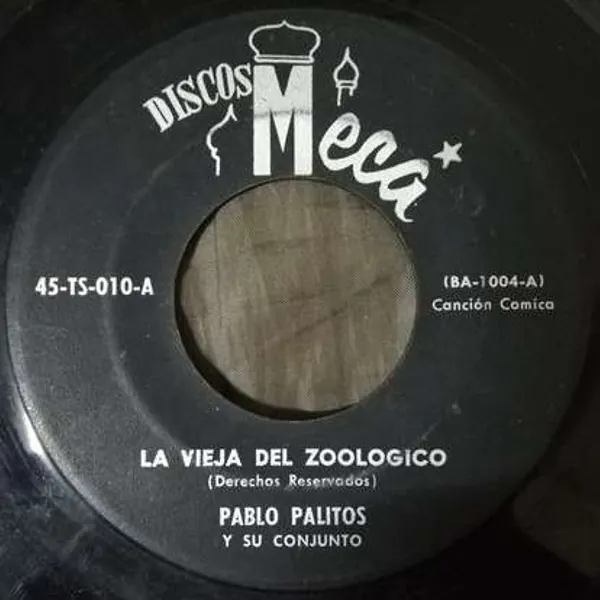 DISCOS
Meca
45-TS-010-A
(BA-1004-A)
Canción Comica
LA VIEJA DEL ZOOLOGICO
(Derechos Reservados)
PABLO PALITOS
Y SU CONJUNTO